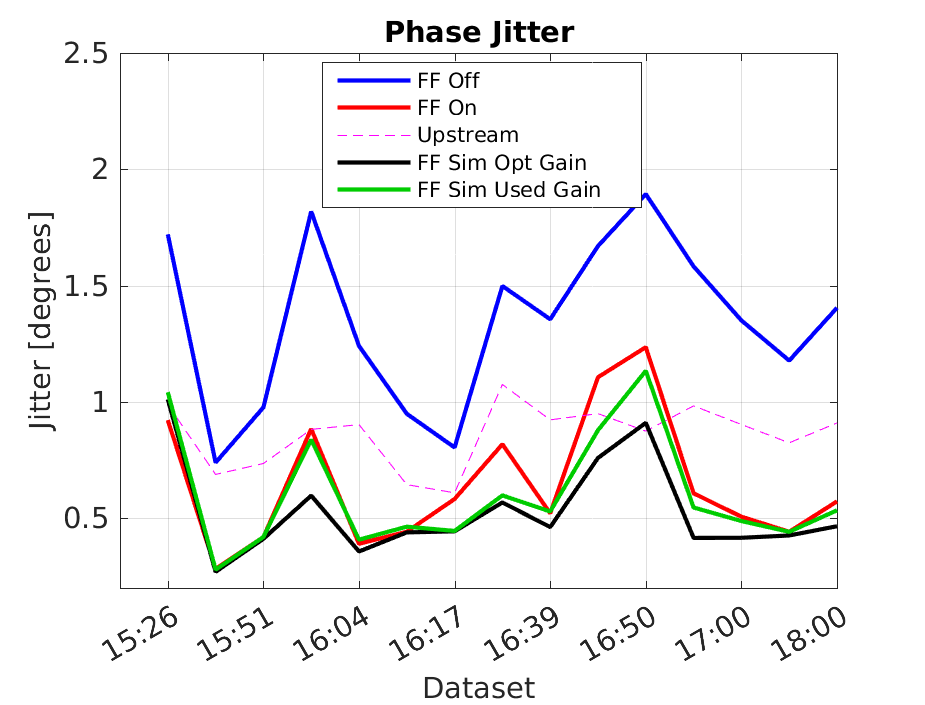 Phase Jitter
2.5
2
1.5
1
0.5
Jitter [degrees]
FF Off
FF On
Upstream
FF Sim Opt Gain
FF Sim Used Gain
15:26
15:51
16:04
16:17
16:39
16:50
17:00
18:00
Dataset